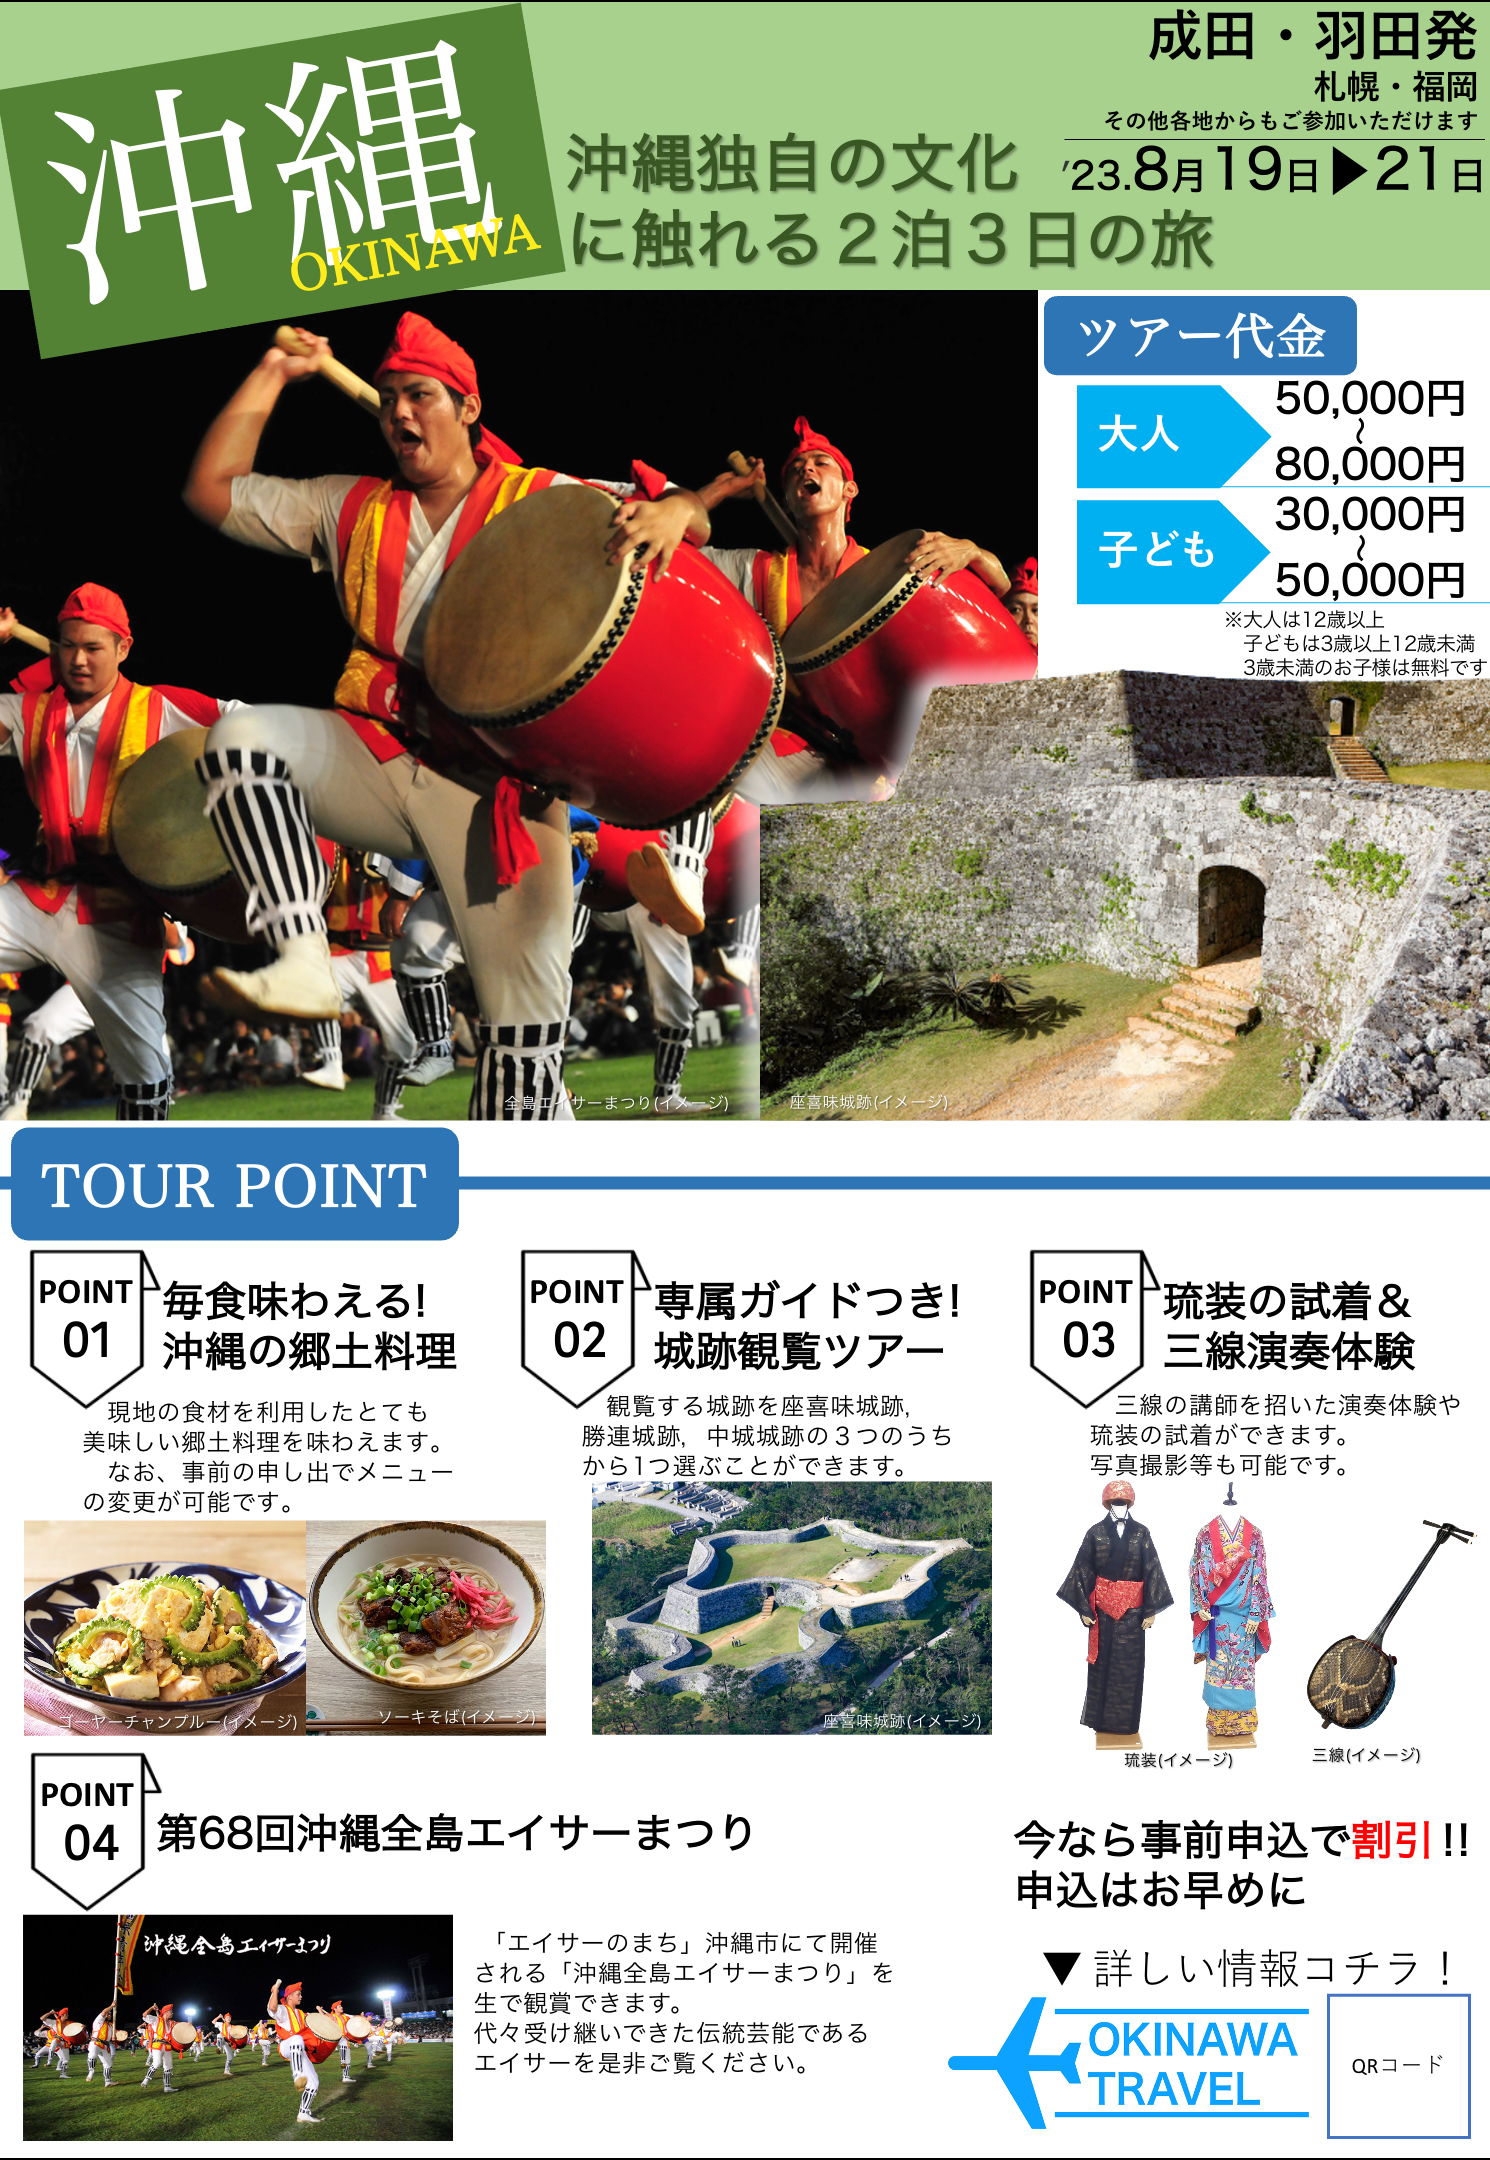 沖縄
OKINAWA
沖縄独自の文化
に触れる２泊３日の旅
成田・羽田発
札幌・福岡
その他各地からもご参加いただけます
’23.8月19日▶21日
ツアー代金
大人
50,000円
〜
80,000円
子ども
30,000円
〜
50,000円
※大人は12歳以上
子どもは3歳以上12歳未満
3歳未満のお子様は無料です
全島エイサーまつり(イメージ)
座喜味城跡(イメージ)
TOUR POINT
POINT
01
毎食味わえる!
沖縄の郷土料理
現地の食材を利用したとても
美味しい郷土料理を味わえます。
なお、事前の申し出でメニュー
の変更が可能です。
ゴーヤーチャンプルー(イメージ)
ソーキそば(イメージ)
POINT
02
専属ガイドつき!
城跡観覧ツアー
観覧する城跡を座喜味城跡,
勝連城跡, 中城城跡の３つのうち
から1つ選ぶことができます。
座喜味城跡(イメージ)
POINT
03
琉装の試着＆
三線演奏体験
三線の講師を招いた演奏体験や
琉装の試着ができます。
写真撮影等も可能です。
琉装(イメージ)
三線(イメージ)
POINT
04
第68回沖縄全島エイサーまつり
沖縄全島エイサーまつり
「エイサーのまち」沖縄市にて開催
される「沖縄全島エイサーまつり」を
生で観賞できます。
代々受け継いできた伝統芸能である
エイサーを是非ご覧ください。
今なら事前申込で割引!!
申込はお早めに
▼詳しい情報コチラ！
OKINAWA
TRAVEL
QRコード